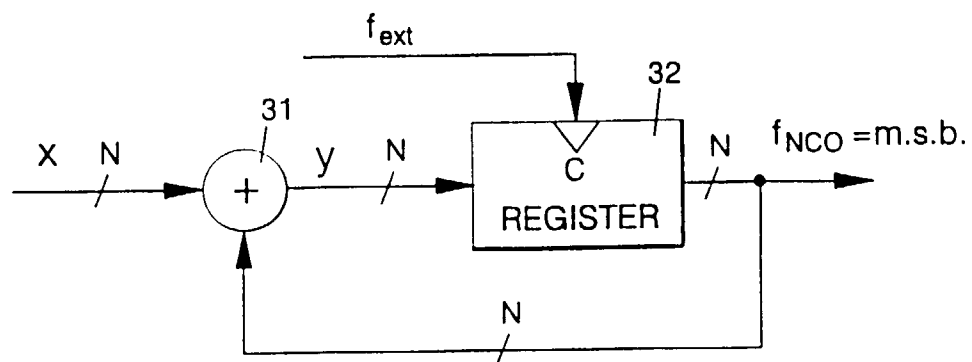 f_ext
32
31
x
N
y
N
N
f_NCO = m.s.b.
+
C
REGISTER
N